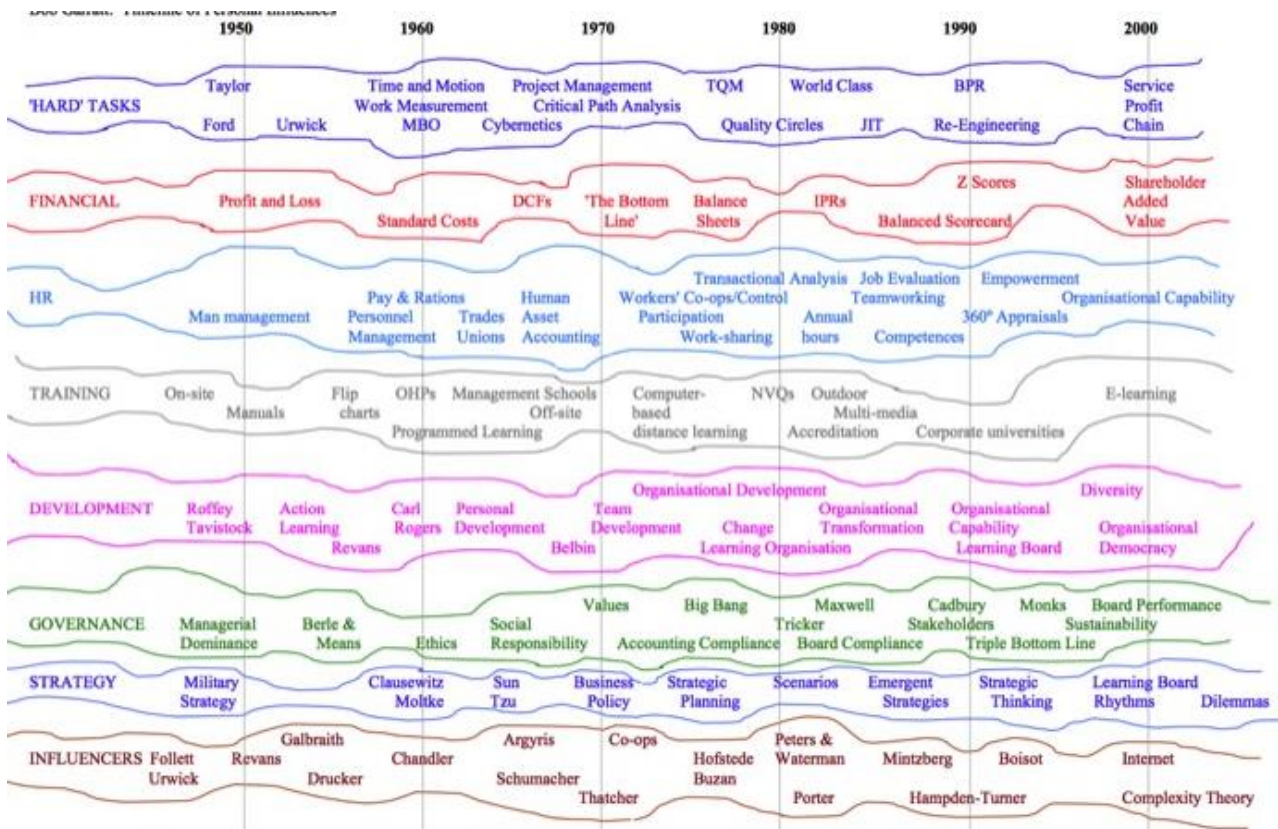 Bob Garratt: Timeline of Personal Influences
1950 1960 1970 1980 1990 2000
Taylor Time and Motion Project Management TQM World Class BPR Service
'HARD' TASKS Work Measurement Critical Path Analysis Profit
Ford Urwick MBO Cybernetics Quality Circles JIT Re-Engineering Chain
Z Scores Shareholder
FINANCIAL Profit and Loss DCFs 'The Bottom Balance IPRs Added
Standard Costs Line' Sheets Balanced Scorecard Value
Transactional Analysis Job Evaluation Empowerment
HR Pay & Rations Human Workers' Co-ops/Control Teamworking Organisational Capability
Man management Personnel Trades Asset Participation Annual 360° Appraisals
Management Unions Accounting Work-sharing hours Competences
TRAINING On-site Flip OHPs Management Schools Computer- NVQs Outdoor E-learning
Manuals charts Off-site based Multi-media
Programmed Learning distance learning Accreditation Corporate universities
Organisational Development Diversity
DEVELOPMENT Roffey Action Carl Personal Team Organisational Organisational
Tavistock Learning Rogers Development Development Change Transformation Capability Organisational
Revans Belbin Learning Organisation Learning Board Democracy
Values Big Bang Maxwell Cadbury Monks Board Performance
GOVERNANCE Managerial Berle & Social Tricker Stakeholders Sustainability
Dominance Means Ethics Responsibility Accounting Compliance Board Compliance Triple Bottom Line
STRATEGY Military Clausewitz Sun Business Strategic Scenarios Emergent Strategic Learning Board
Strategy Moltke Tzu Policy Planning Strategies Thinking Rhythms Dilemmas
Galbraith Argyris Co-ops Peters &
INFLUENCERS Follett Revans Chandler Hofstede Waterman Mintzberg Boisot Internet
Urwick Drucker Schumacher Buzan
Thatcher Porter Hampden-Turner Complexity Theory